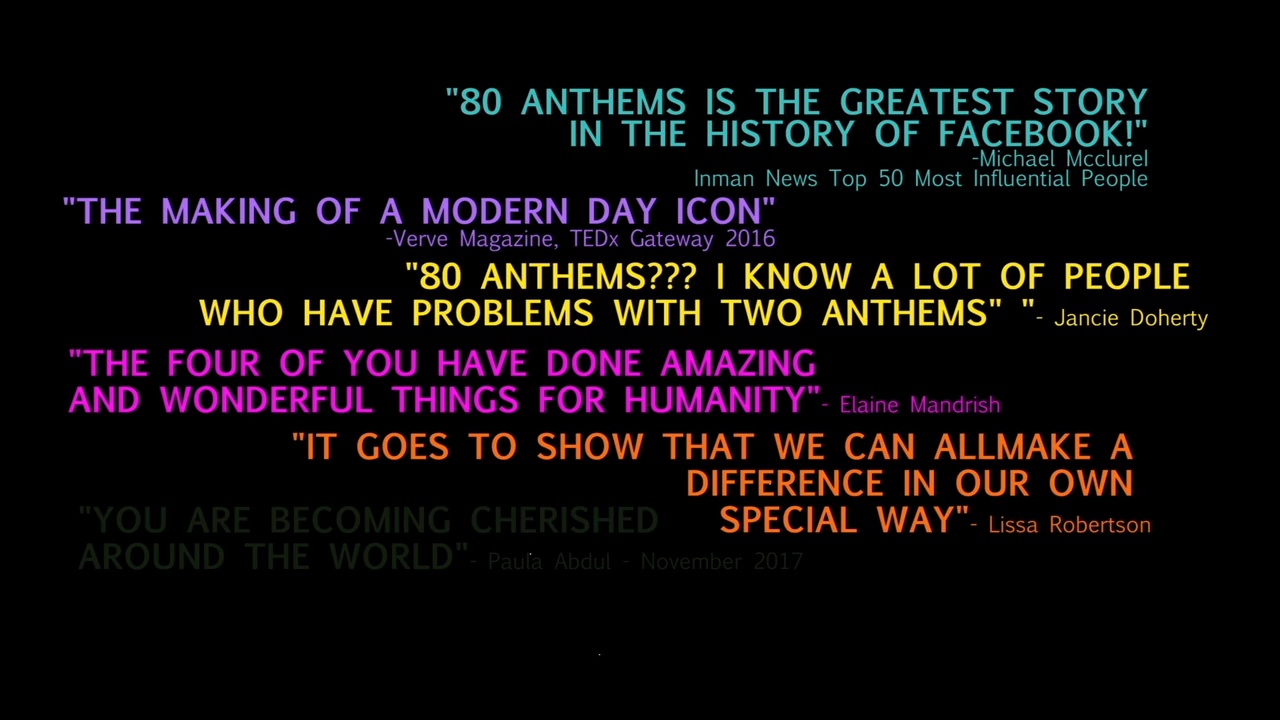 "80 ANTHEMS IS THE GREATEST STORY
IN THE HISTORY OF FACEBOOK!"
-Michael Mcclurel
Inman News Top 50 Most Influential People
"THE MAKING OF A MODERN DAY ICON"
-Verve Magazine, TEDx Gateway 2016
"80 ANTHEMS??? I KNOW A LOT OF PEOPLE
WHO HAVE PROBLEMS WITH TWO ANTHEMS" "- Jancie Doherty
"THE FOUR OF YOU HAVE DONE AMAZING
AND WONDERFUL THINGS FOR HUMANITY"- Elaine Mandrish
"IT GOES TO SHOW THAT WE CAN ALLMAKE A
DIFFERENCE IN OUR OWN
SPECIAL WAY"- Lissa Robertson
"YOU ARE BECOMING CHERISHED
AROUND THE WORLD"- Paula Abdul - November 2017